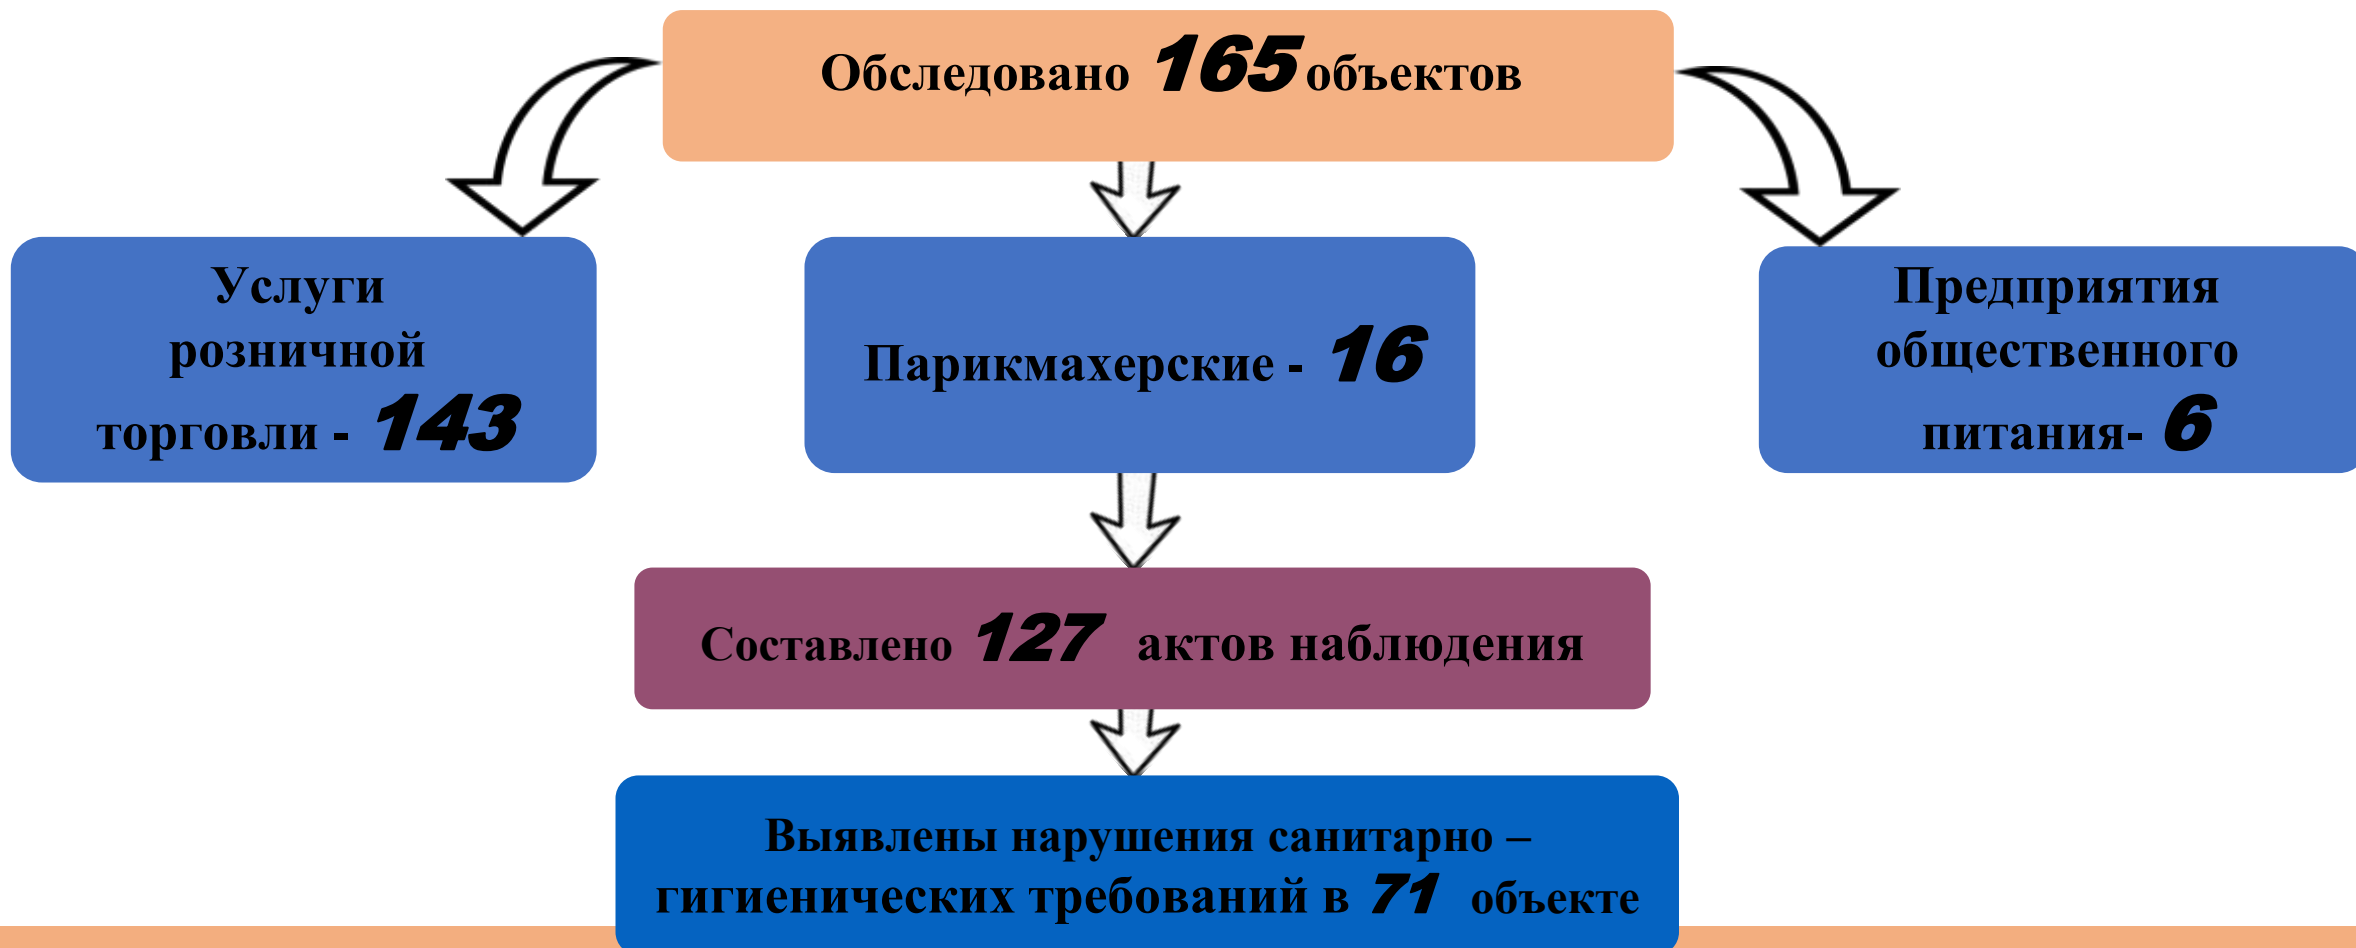 Обследовано 165 объектов
Услуги
розничной
торговли - 143
Парикмахерские - 16
Предприятия
общественного
питания- 6
Составлено 127 актов наблюдения
Выявлены нарушения санитарно –
гигиенических требований в 71 объекте